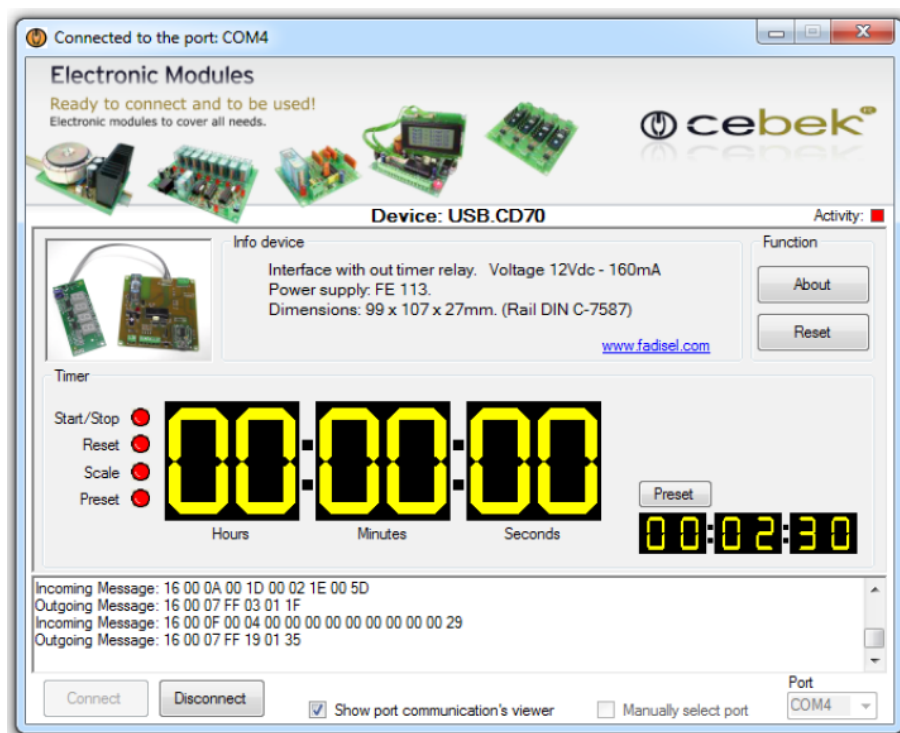 Connected to the port: COM4
Electronic Modules
Ready to connect and to be used!
Electronic modules to cover all needs.
cebek
Device: USB.CD70
Activity:
Info device
Interface with out timer relay. Voltage 12Vdc - 160mA
Power supply: FE 113.
Dimensions: 99 x 107 x 27mm. (Rail DIN C-7587)
www.fadisel.com
Function
About
Reset
Timer
Start/Stop
Reset
Scale
Preset
00:00:00
Hours Minutes Seconds
Preset
00:02:30
Incoming Message: 16 00 0A 00 1D 00 02 1E 00 5D
Outgoing Message: 16 00 07 FF 03 01 1F
Incoming Message: 16 00 0F 00 04 00 00 00 00 00 00 00 00 00 29
Outgoing Message: 16 00 07 FF 19 01 35
Connect
Disconnect
Show port communication's viewer
Manually select port
Port
COM4